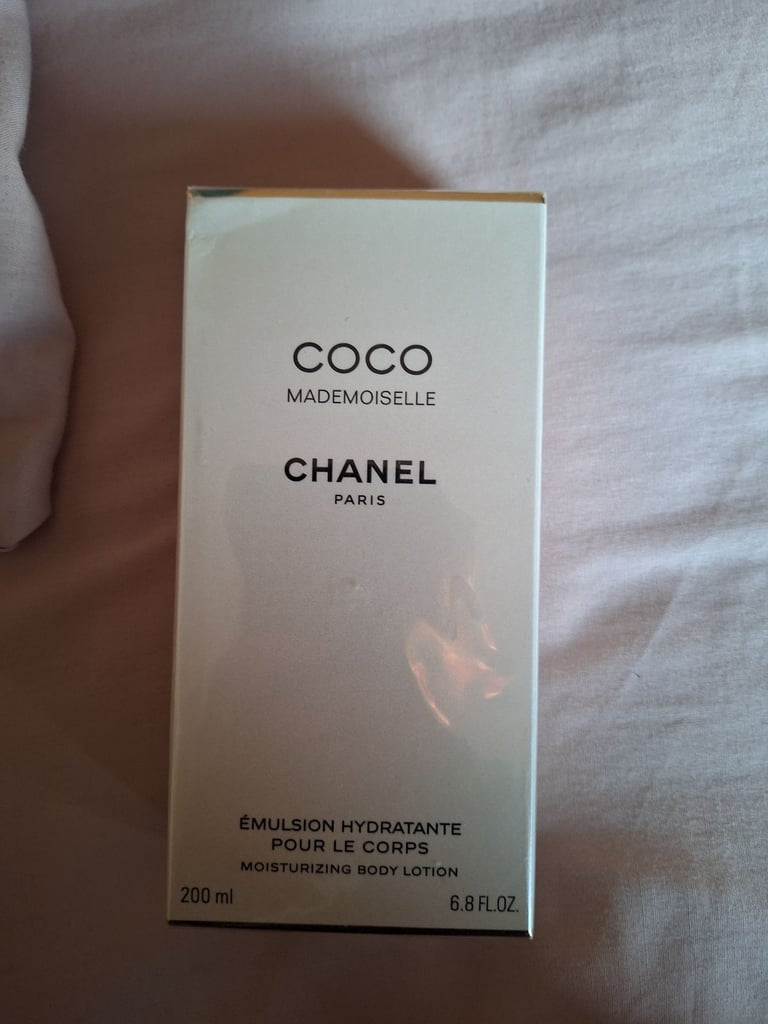 COCO
MADEMOISELLE
CHANEL
PARIS
ÉMULSION HYDRATANTE
POUR LE CORPS
MOISTURIZING BODY LOTION
200 ml 6.8 FL.OZ.